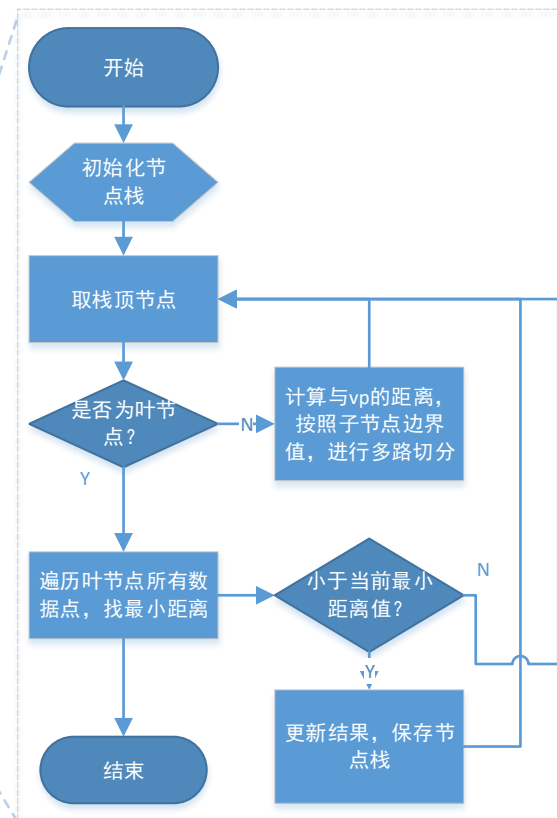 开始
初始化节
点栈
取栈顶节点
是否为叶节
点?
N
计算与vp的距离，
按照子节点边界
值，进行多路切分
Y
遍历叶节点所有数
据点，找最小距离
小于当前最小
距离值?
N
Y
更新结果，保存节
点栈
结束